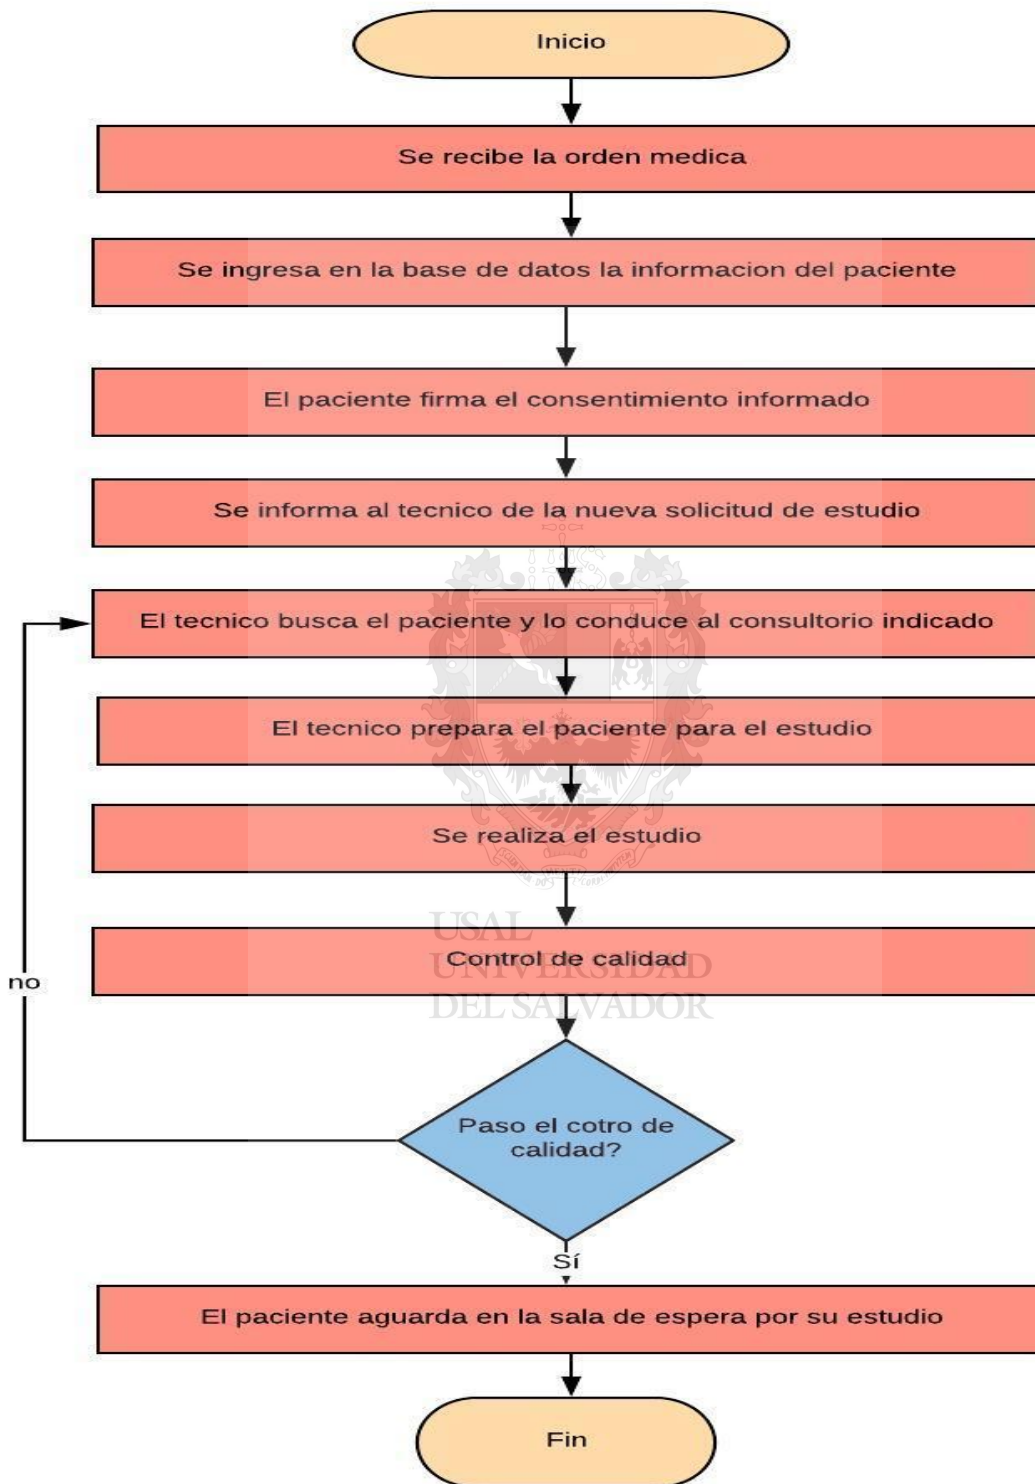 Inicio
Se recibe la orden medica
Se ingresa en la base de datos la informacion del paciente
El paciente firma el consentimiento informado
Se informa al tecnico de la nueva solicitud de estudio
El tecnico busca el paciente y lo conduce al consultorio indicado
El tecnico prepara el paciente para el estudio
Se realiza el estudio
USAL
Control de calidad
UNIVERSIDAD
DEL SALVADOR
no
Paso el cotro de
calidad?
Sí
El paciente aguarda en la sala de espera por su estudio
Fin